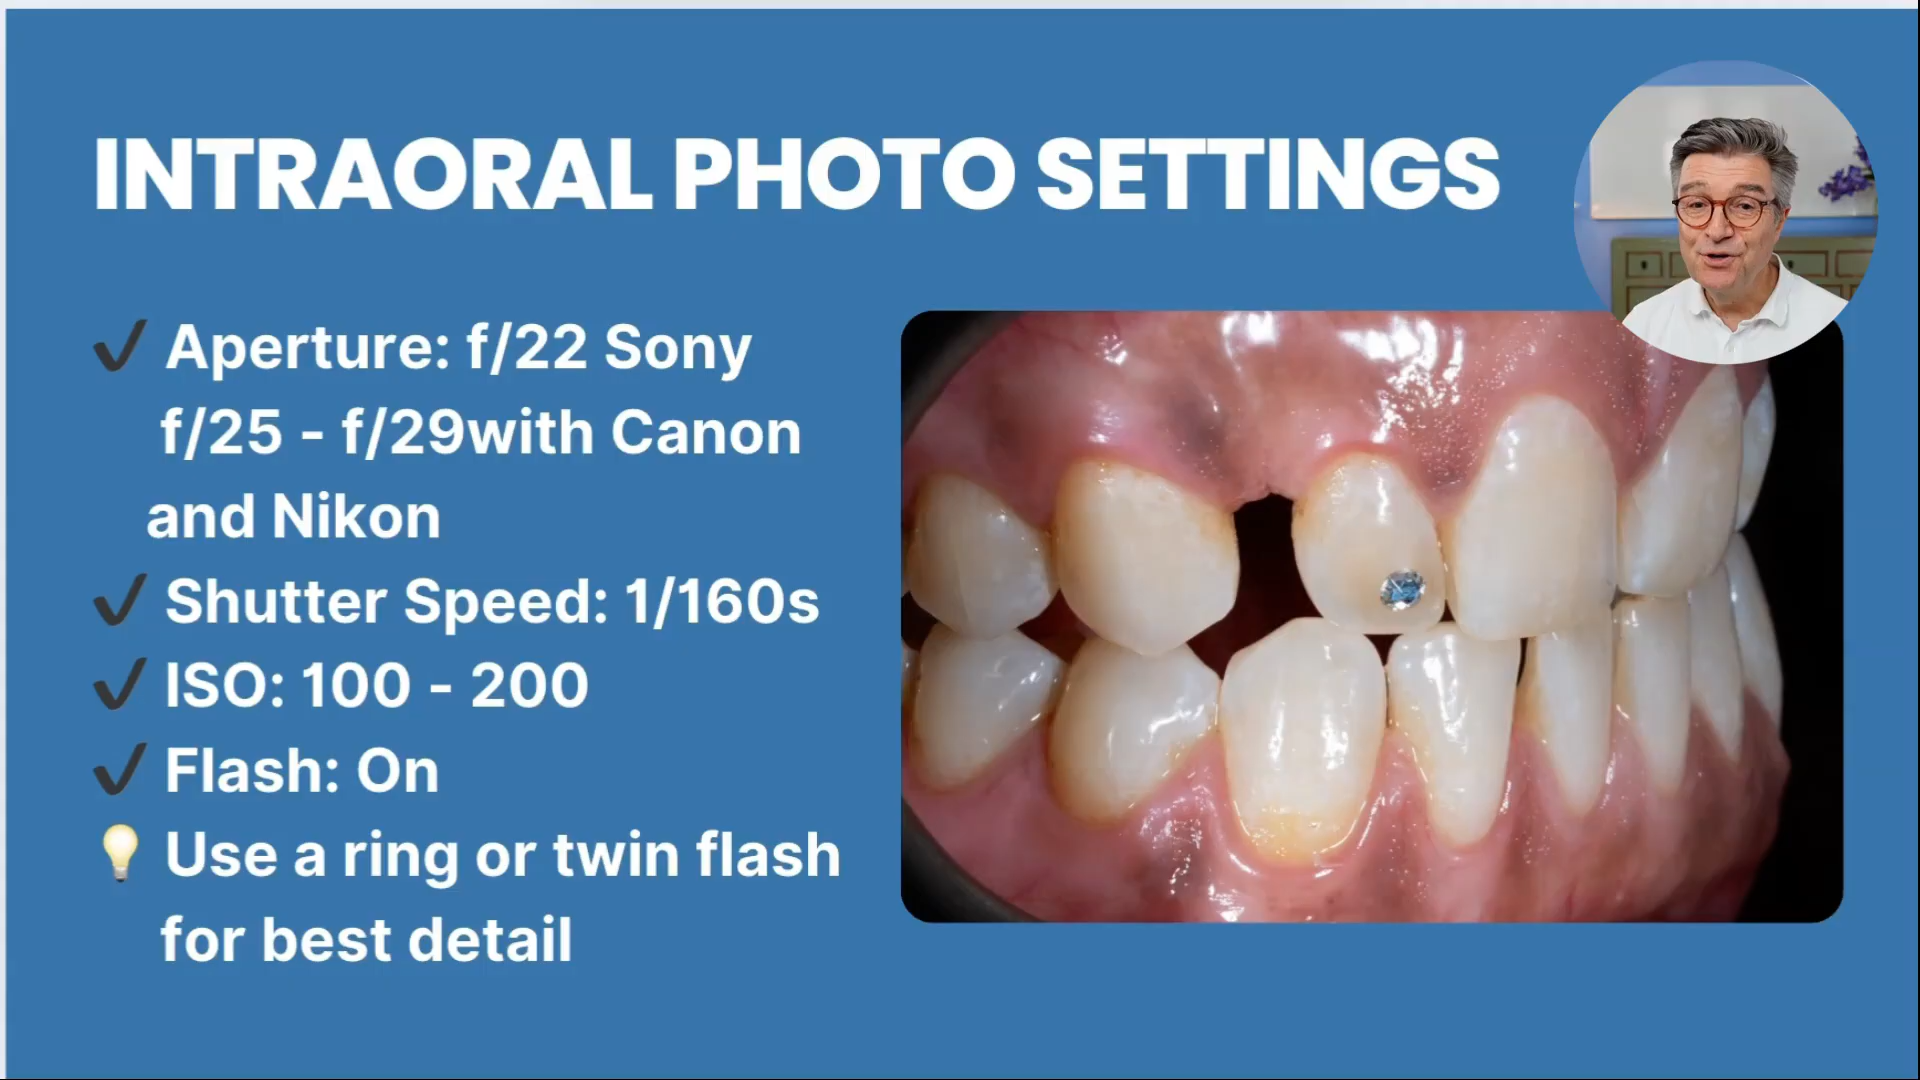 INTRAORAL PHOTO SETTINGS
✔ Aperture: f/22 Sony
f/25 - f/29with Canon
and Nikon
✔ Shutter Speed: 1/160s
✔ ISO: 100 - 200
✔ Flash: On
💡 Use a ring or twin flash
for best detail